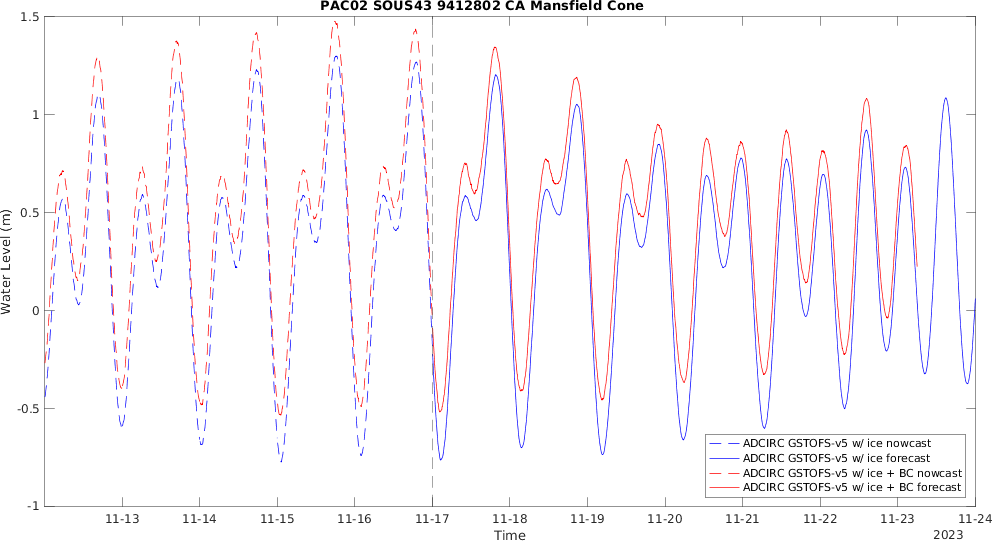 PAC02 SOUS43 9412802 CA Mansfield Cone
Water Level (m)
1.5
1
0.5
0
-0.5
-1
11-13 11-14 11-15 11-16 11-17 11-18 11-19 11-20 11-21 11-22 11-23 11-24
Time
2023
ADCIRC GSTOFS-v5 w/ ice nowcast
ADCIRC GSTOFS-v5 w/ ice forecast
ADCIRC GSTOFS-v5 w/ ice + BC nowcast
ADCIRC GSTOFS-v5 w/ ice + BC forecast